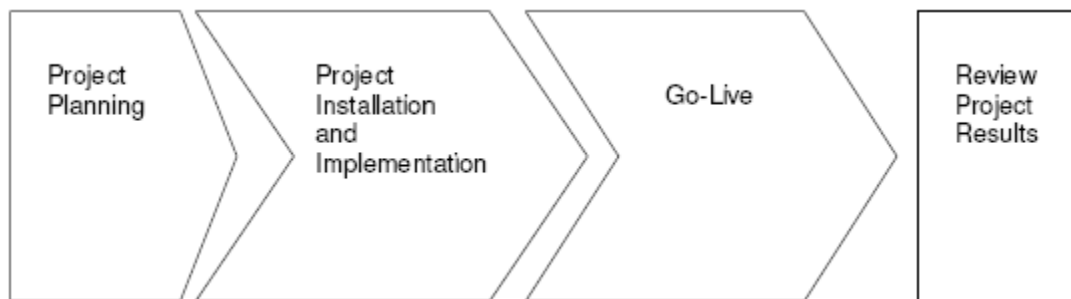 Project
Planning
Project
Installation
and
Implementation
Go-Live
Review
Project
Results